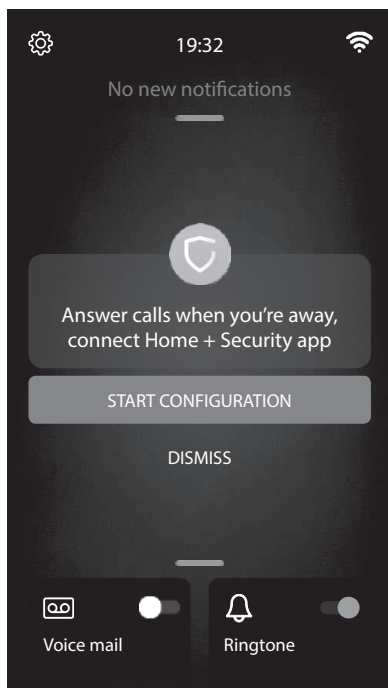 19:32
No new notifications
Answer calls when you're away,
connect Home + Security app
START CONFIGURATION
DISMISS
Voice mail
Ringtone